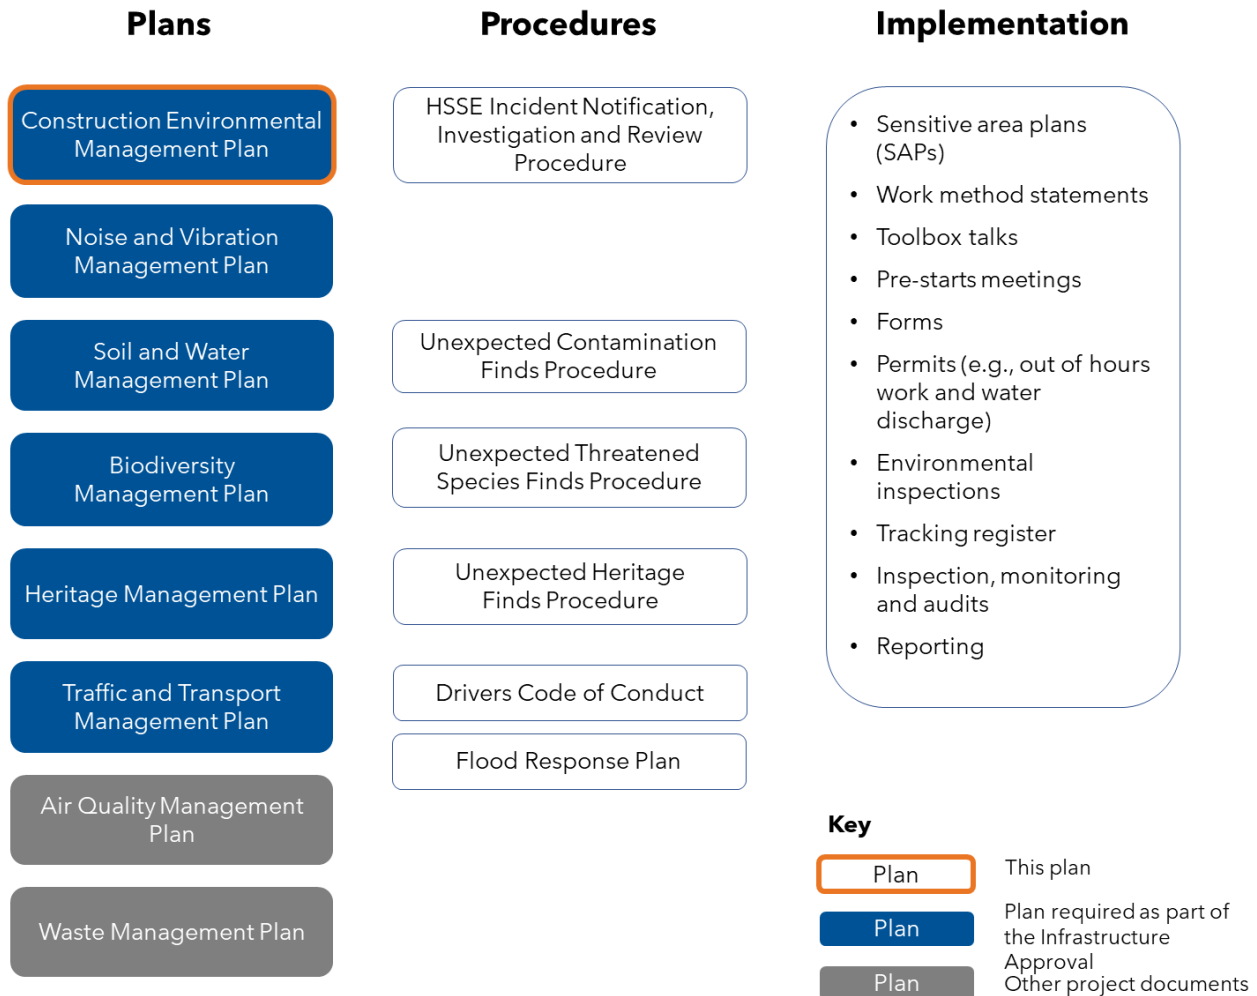 Plans
Construction Environmental
Management Plan
Noise and Vibration
Management Plan
Soil and Water
Management Plan
Biodiversity
Management Plan
Heritage Management Plan
Traffic and Transport
Management Plan
Air Quality Management
Plan
Waste Management Plan
Procedures
HSSE Incident Notification,
Investigation and Review
Procedure
Unexpected Contamination
Finds Procedure
Unexpected Threatened
Species Finds Procedure
Unexpected Heritage
Finds Procedure
Drivers Code of Conduct
Flood Response Plan
Implementation
• Sensitive area plans
(SAPs)
• Work method statements
• Toolbox talks
• Pre-starts meetings
• Forms
• Permits (e.g., out of hours
work and water
discharge)
• Environmental
inspections
• Tracking register
• Inspection, monitoring
and audits
• Reporting
Key
Plan
This plan
Plan
Plan required as part of
the Infrastructure
Approval
Plan
Other project documents